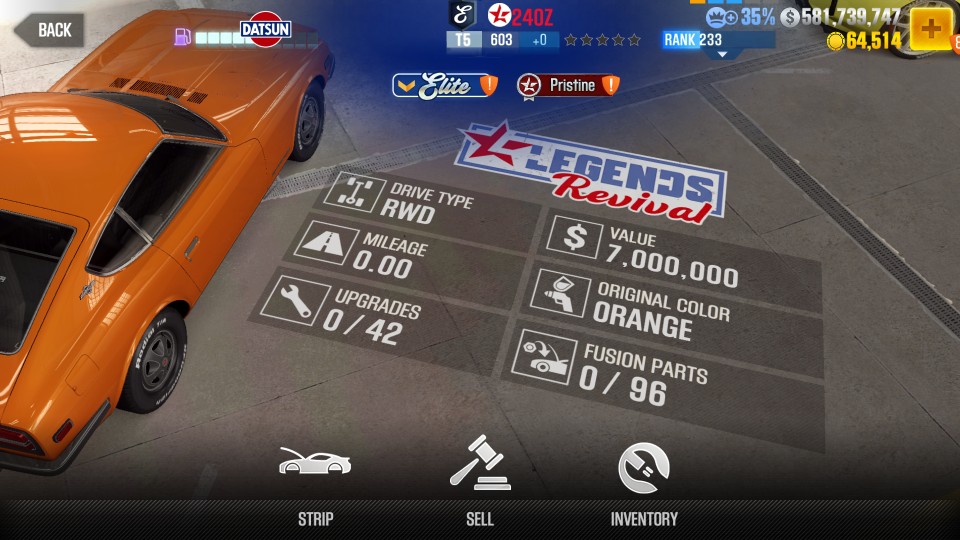 BACK
DATSUN
240Z
35%
581,739,747
T5 603 +0
RANK 233
64,514
Elite
Pristine
LEGENDS
Revival
DRIVE TYPE
RWD
MILEAGE
0.00
UPGRADES
0 / 42
VALUE
7,000,000
ORIGINAL COLOR
ORANGE
FUSION PARTS
0 / 96
Radial T/A
STRIP
SELL
INVENTORY